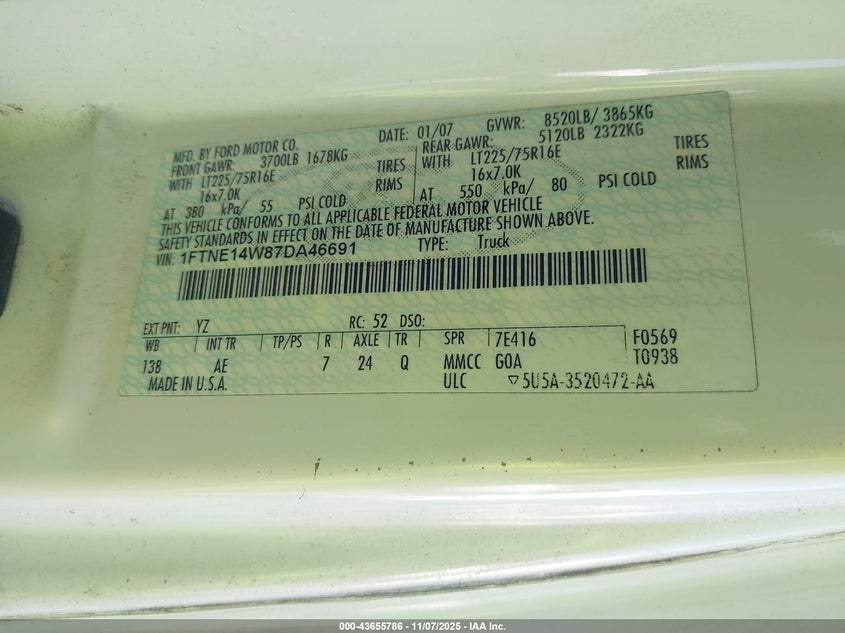 MFD. BY FORD MOTOR CO.
DATE: 01/07 GVWR: 8520LB/ 3865KG
FRONT GAWR: 3700LB 1678KG
REAR GAWR: 5120LB 2322KG
WITH LT225/75R16E TIRES
WITH LT225/75R16E TIRES
16x7.0K RIMS
16x7.0K RIMS
AT 380 kPa/ 55 PSI COLD
AT 550 kPa/ 80 PSI COLD
THIS VEHICLE CONFORMS TO ALL APPLICABLE FEDERAL MOTOR VEHICLE
SAFETY STANDARDS IN EFFECT ON THE DATE OF MANUFACTURE SHOWN ABOVE.
VIN: 1FTNE14W87DA46691 TYPE: Truck
EXT PNT: YZ RC: 52 DSO:
WB INT TR TP/PS R AXLE TR SPR 7E416 F0569
138 AE 7 24 Q MMCC GOA T0938
MADE IN U.S.A. ULC ▽5U5A-3520472-AA
000-43655786 - 11/07/2025 - IAA Inc.